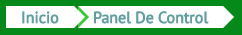 Inicio Panel De Control